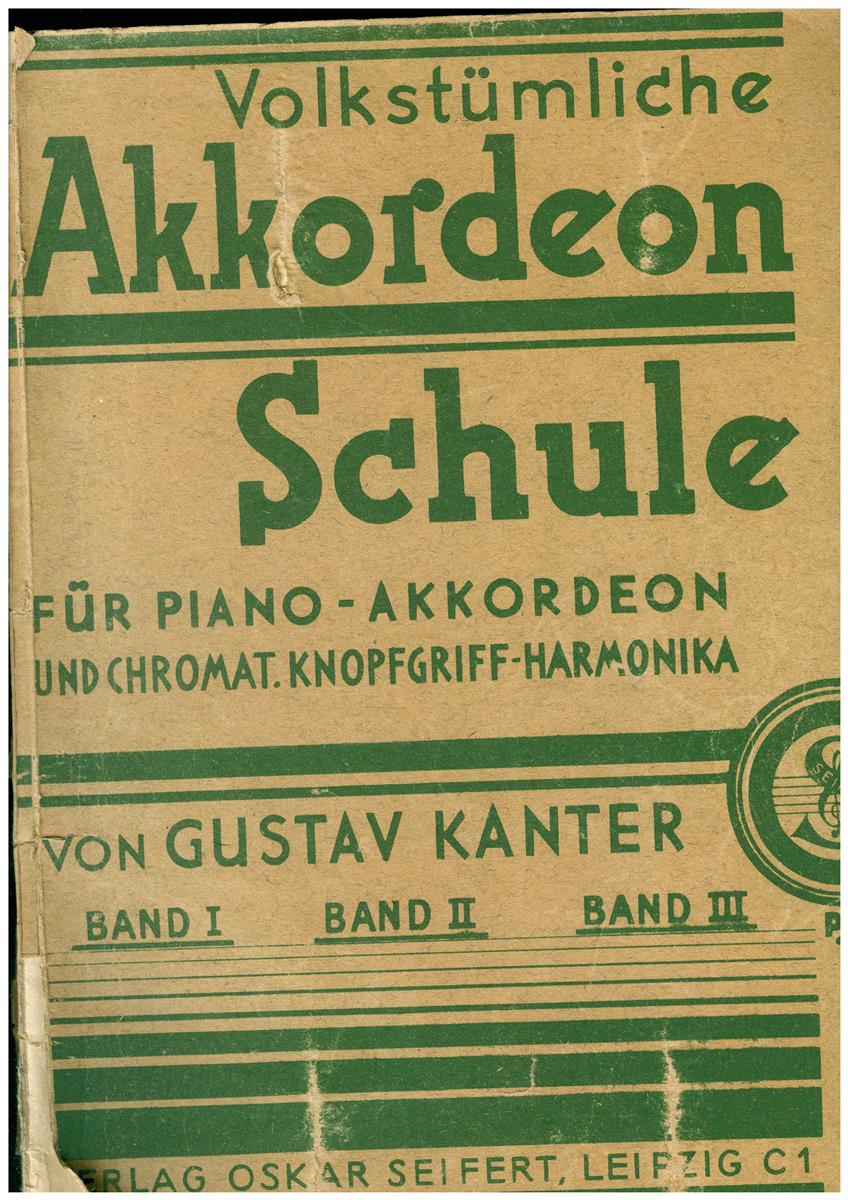 Volkstümliche
Akkordeon
Schule
FÜR PIANO-AKKORDEON
UND CHROMAT. KNOPFGRIFF-HARMONIKA
VON GUSTAV KANTER
BAND I BAND II BAND III
VERLAG OSKAR SEIFERT, LEIPZIG C1